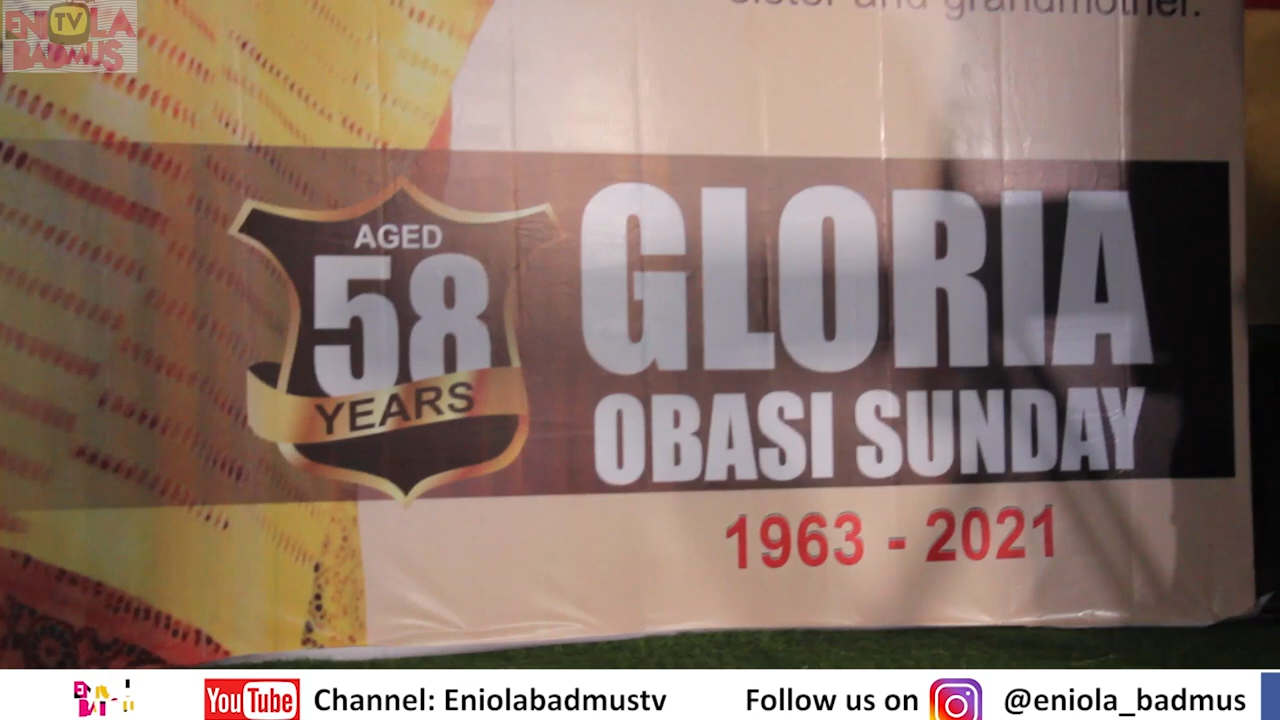 ENIOLA
TV
BADMUS
sister and grandmother.
AGED
58
YEARS
GLORIA
OBASI SUNDAY
1963 - 2021
YouTube Channel: Eniolabadmustv
Follow us on @eniola_badmus